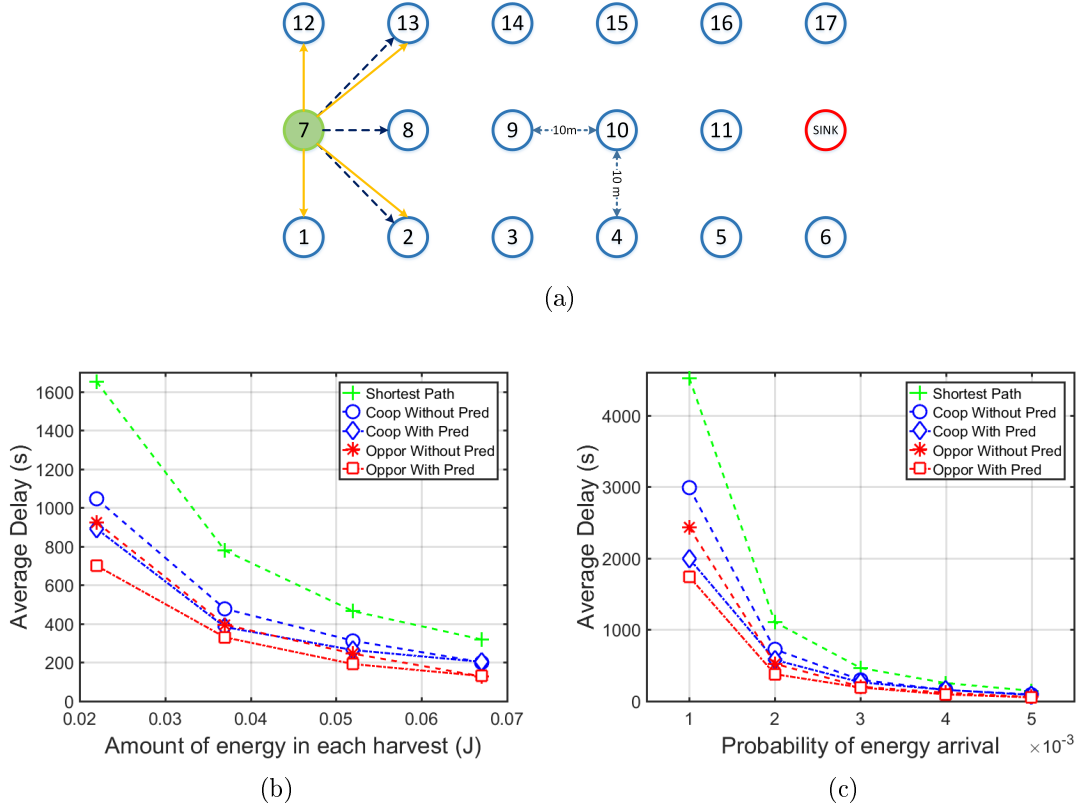 12 13 14 15 16 17
7 8 9 10m 10 11 SINK
10 m
1 2 3 4 5 6
(a)
1600
1400
1200
1000
800
600
400
200
0
Average Delay (s)
Shortest Path
Coop Without Pred
Coop With Pred
Oppor Without Pred
Oppor With Pred
0.02 0.03 0.04 0.05 0.06 0.07
Amount of energy in each harvest (J)
(b)
4000
3000
2000
1000
0
Average Delay (s)
Shortest Path
Coop Without Pred
Coop With Pred
Oppor Without Pred
Oppor With Pred
1 2 3 4 5
×10⁻³
Probability of energy arrival
(c)